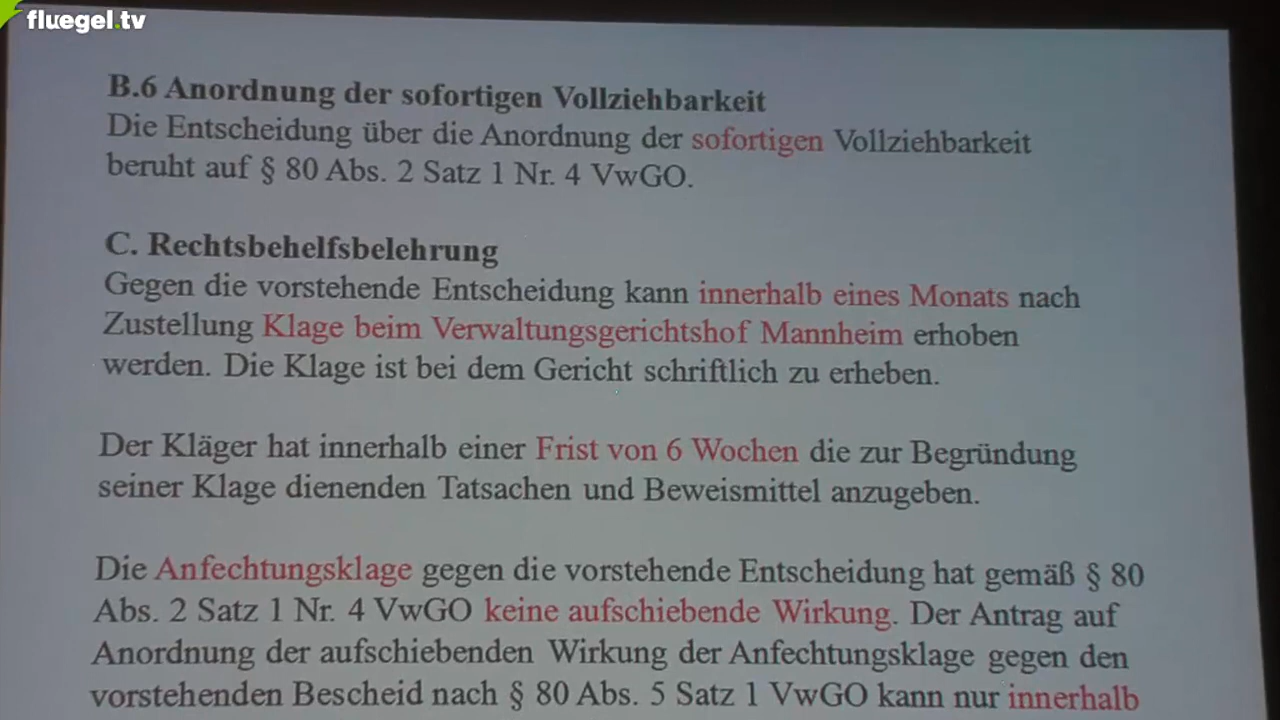 fluegel.tv
B.6 Anordnung der sofortigen Vollziehbarkeit
Die Entscheidung über die Anordnung der sofortigen Vollziehbarkeit
beruht auf § 80 Abs. 2 Satz 1 Nr. 4 VwGO.
C. Rechtsbehelfsbelehrung
Gegen die vorstehende Entscheidung kann innerhalb eines Monats nach
Zustellung Klage beim Verwaltungsgerichtshof Mannheim erhoben
werden. Die Klage ist bei dem Gericht schriftlich zu erheben.
Der Kläger hat innerhalb einer Frist von 6 Wochen die zur Begründung
seiner Klage dienenden Tatsachen und Beweismittel anzugeben.
Die Anfechtungsklage gegen die vorstehende Entscheidung hat gemäß § 80
Abs. 2 Satz 1 Nr. 4 VwGO keine aufschiebende Wirkung. Der Antrag auf
Anordnung der aufschiebenden Wirkung der Anfechtungsklage gegen den
vorstehenden Bescheid nach § 80 Abs. 5 Satz 1 VwGO kann nur innerhalb